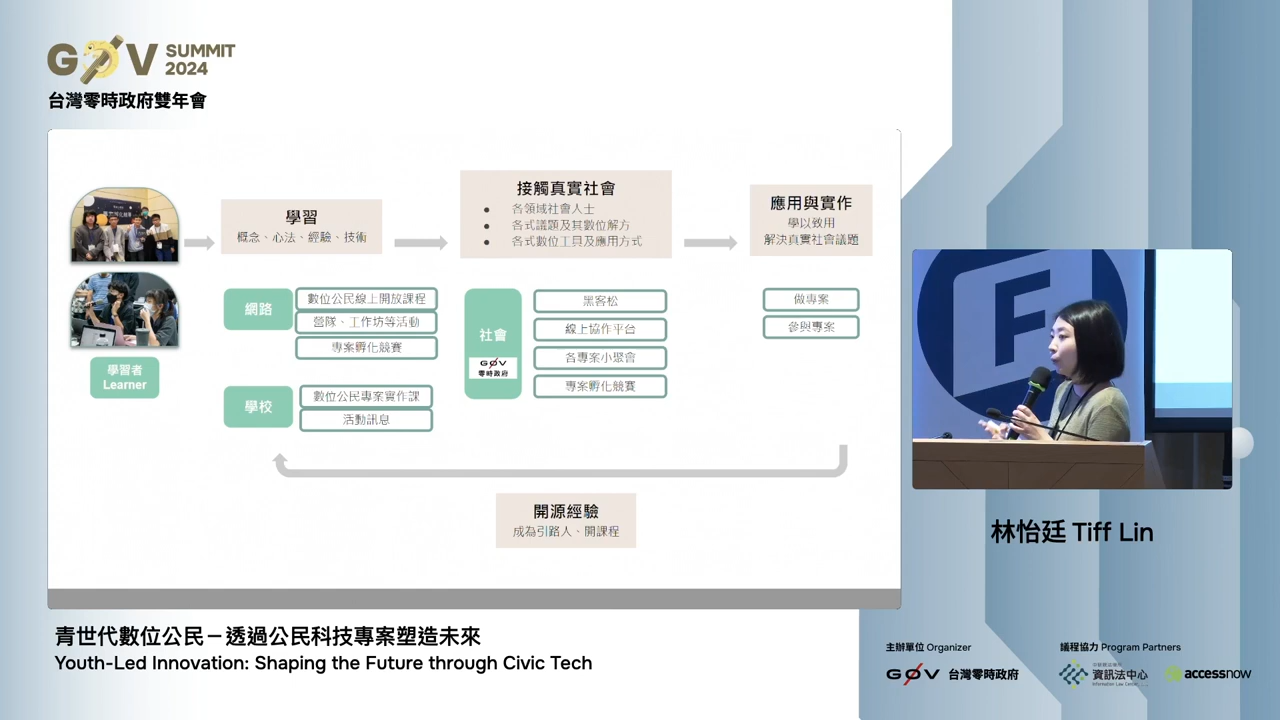 G0V SUMMIT
2024
台灣零時政府雙年會
學習
概念、心法、經驗、技術
接觸真實社會
• 各領域社會人士
• 各式議題及其數位解方
• 各式數位工具及應用方式
應用與實作
學以致用
解決真實社會議題
學習者
Learner
網路
數位公民線上開放課程
營隊、工作坊等活動
專案孵化競賽
學校
數位公民專案實作課
活動訊息
社會
G0V
零時政府
黑客松
線上協作平台
各專案小聚會
專案孵化競賽
做專案
參與專案
開源經驗
成為引路人、開課程
F
林怡廷 Tiff Lin
青世代數位公民－透過公民科技專案塑造未來
Youth-Led Innovation: Shaping the Future through Civic Tech
主辦單位 Organizer
G0V 台灣零時政府
議程協力 Program Partners
資訊法中心
Information Law Center
accessnow